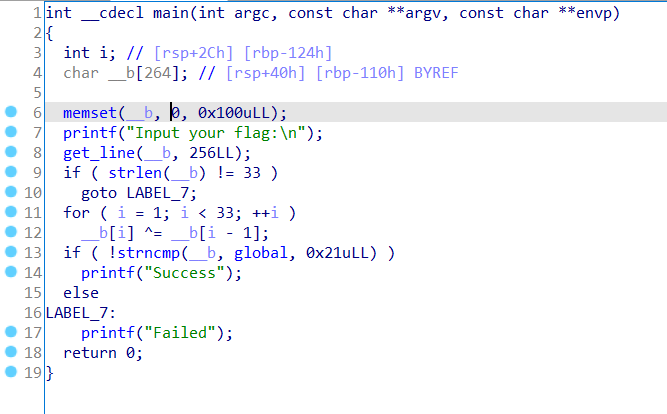 1 int __cdecl main(int argc, const char **argv, const char **envp)
2 {
3 int i; // [rsp+2Ch] [rbp-124h]
4 char __b[264]; // [rsp+40h] [rbp-110h] BYREF
5
6 memset(__b, 0, 0x100uLL);
7 printf("Input your flag:\n");
8 get_line(__b, 256LL);
9 if ( strlen(__b) != 33 )
10 goto LABEL_7;
11 for ( i = 1; i < 33; ++i )
12 __b[i] ^= __b[i - 1];
13 if ( !strncmp(__b, global, 0x21uLL) )
14 printf("Success");
15 else
16 LABEL_7:
17 printf("Failed");
18 return 0;
19 }